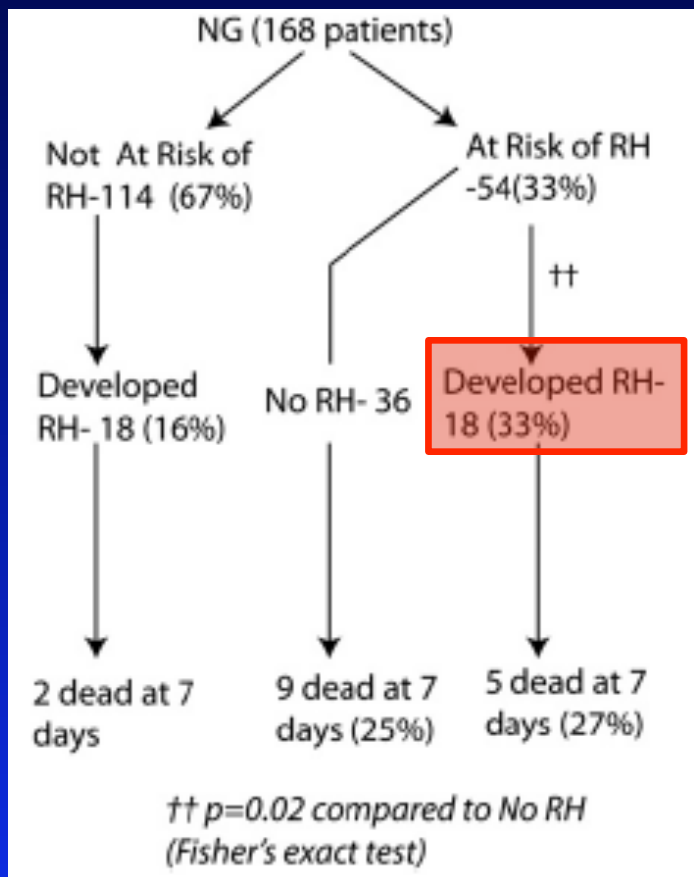 NG (168 patients)
Not At Risk of
RH-114 (67%)
At Risk of RH
-54(33%)
††
Developed
RH- 18 (16%)
No RH- 36
Developed RH-
18 (33%)
2 dead at 7
days
9 dead at 7
days (25%)
5 dead at 7
days (27%)
†† p=0.02 compared to No RH
(Fisher's exact test)